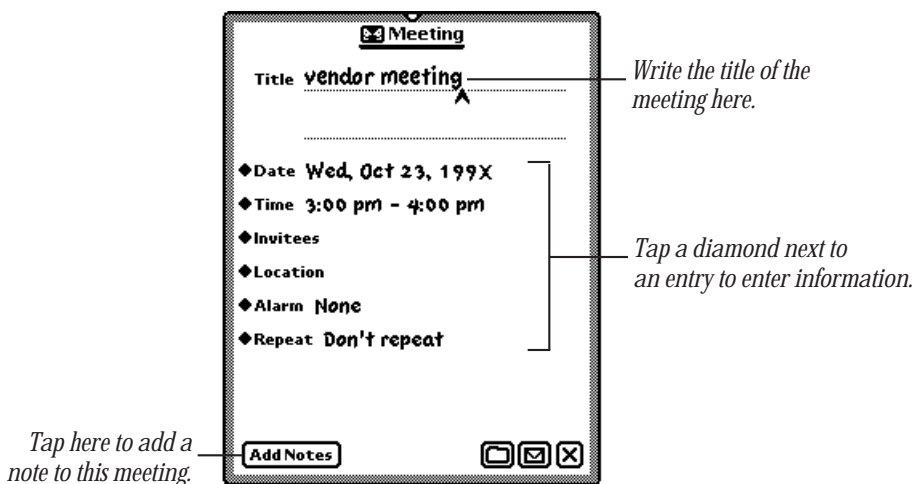 Meeting
Title vendor meeting
Write the title of the
meeting here.
Date Wed, Oct 23, 199X
Time 3:00 pm - 4:00 pm
Invitees
Location
Alarm None
Repeat Don't repeat
Tap a diamond next to
an entry to enter information.
Tap here to add a
note to this meeting.
Add Notes